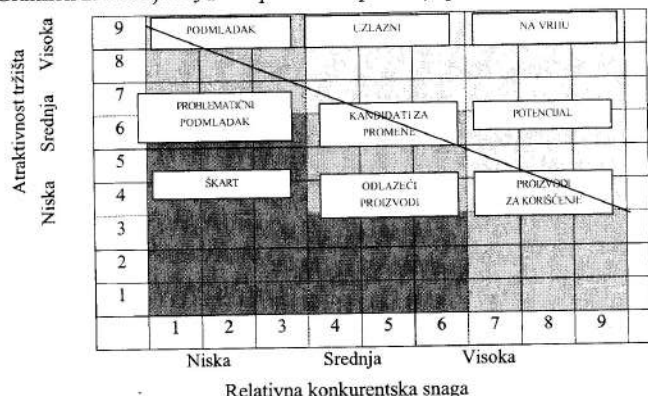 9
PODMLADAK
UZLAZNI
NA VRHU
8
7
PROBLEMATIČNI
PODMLADAK
KANDIDATI ZA
PROMENE
POTENCIJAL
6
5
ŠKART
ODLAZEĆI
PROIZVODI
PROIZVODI
ZA KORIŠĆENJE
4
3
2
1
1 2 3 4 5 6 7 8 9
Niska Srednja Visoka
Relativna konkurentska snaga
Atraktivnost tržišta
Niska Srednja Visoka